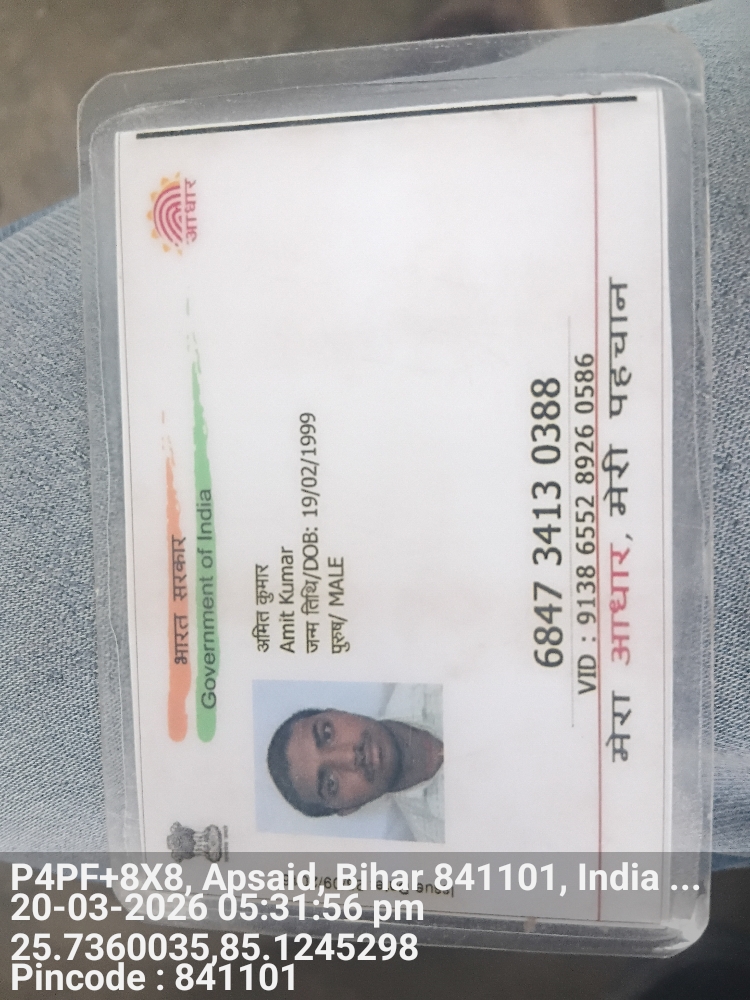 भारत सरकार
Government of India
आधार
अमित कुमार
Amit Kumar
जन्म तिथि/DOB: 19/02/1999
पुरुष/ MALE
6847 3413 0388
VID : 9138 6552 8926 0586
मेरा आधार, मेरी पहचान
P4PF+8X8, Apsaid, Bihar 841101, India ...
20-03-2026 05:31:56 pm
25.7360035,85.1245298
Pincode : 841101